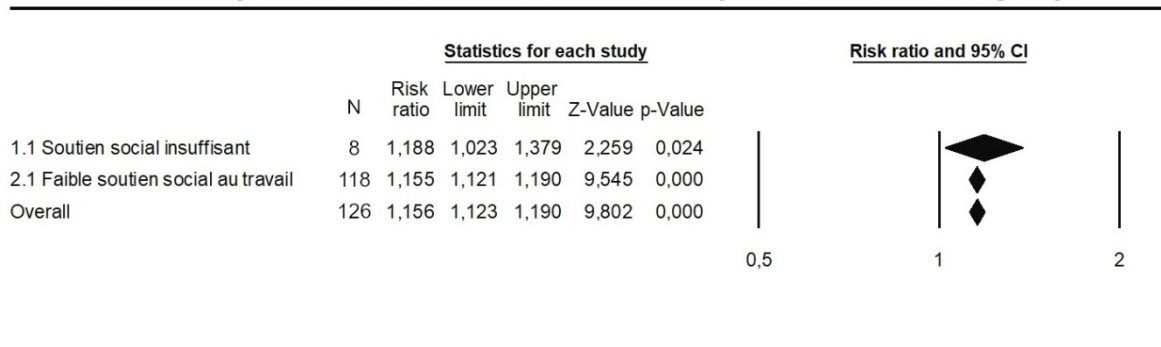 Statistics for each study Risk ratio and 95% CI
N Risk ratio Lower limit Upper limit Z-Value p-Value
1.1 Soutien social insuffisant 8 1,188 1,023 1,379 2,259 0,024
2.1 Faible soutien social au travail 118 1,155 1,121 1,190 9,545 0,000
Overall 126 1,156 1,123 1,190 9,802 0,000
0,5 1 2